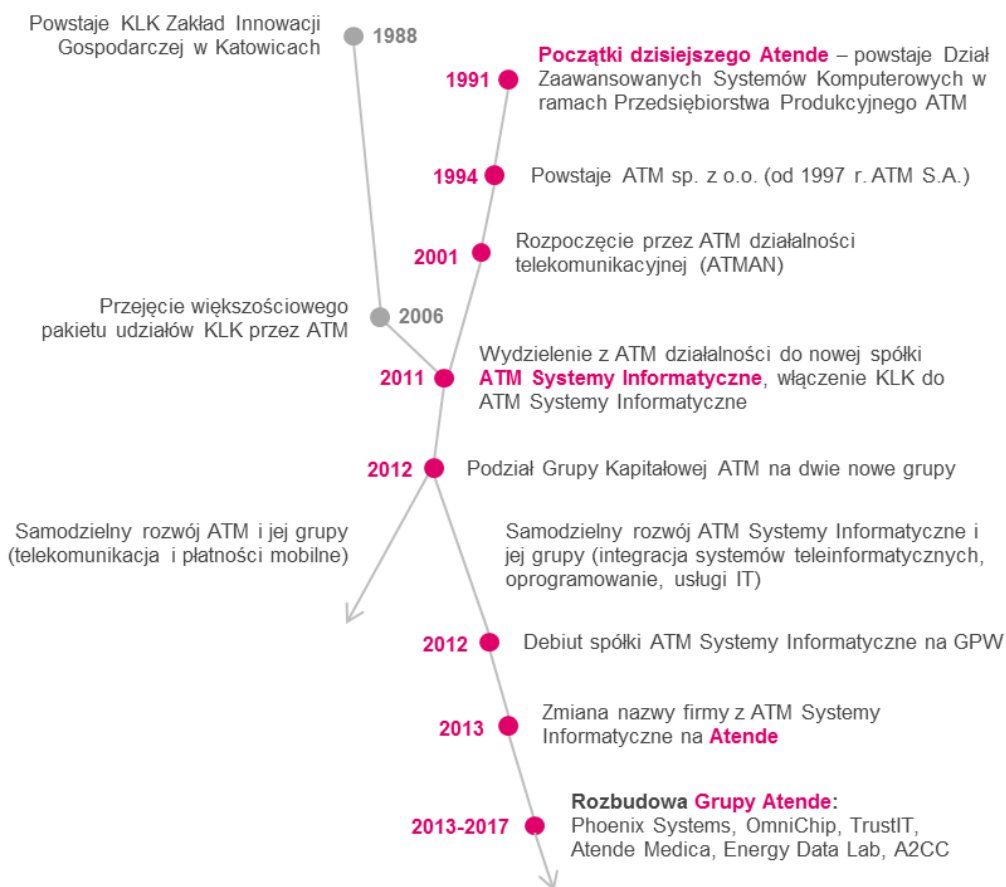 Powstaje KLK Zakład Innowacji
Gospodarczej w Katowicach
1988
1991
Początki dzisiejszego Atende – powstaje Dział
Zaawansowanych Systemów Komputerowych w
ramach Przedsiębiorstwa Produkcyjnego ATM
1994
Powstaje ATM sp. z o.o. (od 1997 r. ATM S.A.)
2001
Rozpoczęcie przez ATM działalności
telekomunikacyjnej (ATMAN)
Przejęcie większościowego
pakietu udziałów KLK przez ATM
2006
2011
Wydzielenie z ATM działalności do nowej spółki
ATM Systemy Informatyczne, włączenie KLK do
ATM Systemy Informatyczne
2012
Podział Grupy Kapitałowej ATM na dwie nowe grupy
Samodzielny rozwój ATM i jej grupy
(telekomunikacja i płatności mobilne)
Samodzielny rozwój ATM Systemy Informatyczne i
jej grupy (integracja systemów teleinformatycznych,
oprogramowanie, usługi IT)
2012
Debiut spółki ATM Systemy Informatyczne na GPW
2013
Zmiana nazwy firmy z ATM Systemy
Informatyczne na Atende
2013-2017
Rozbudowa Grupy Atende:
Phoenix Systems, OmniChip, TrustIT,
Atende Medica, Energy Data Lab, A2CC